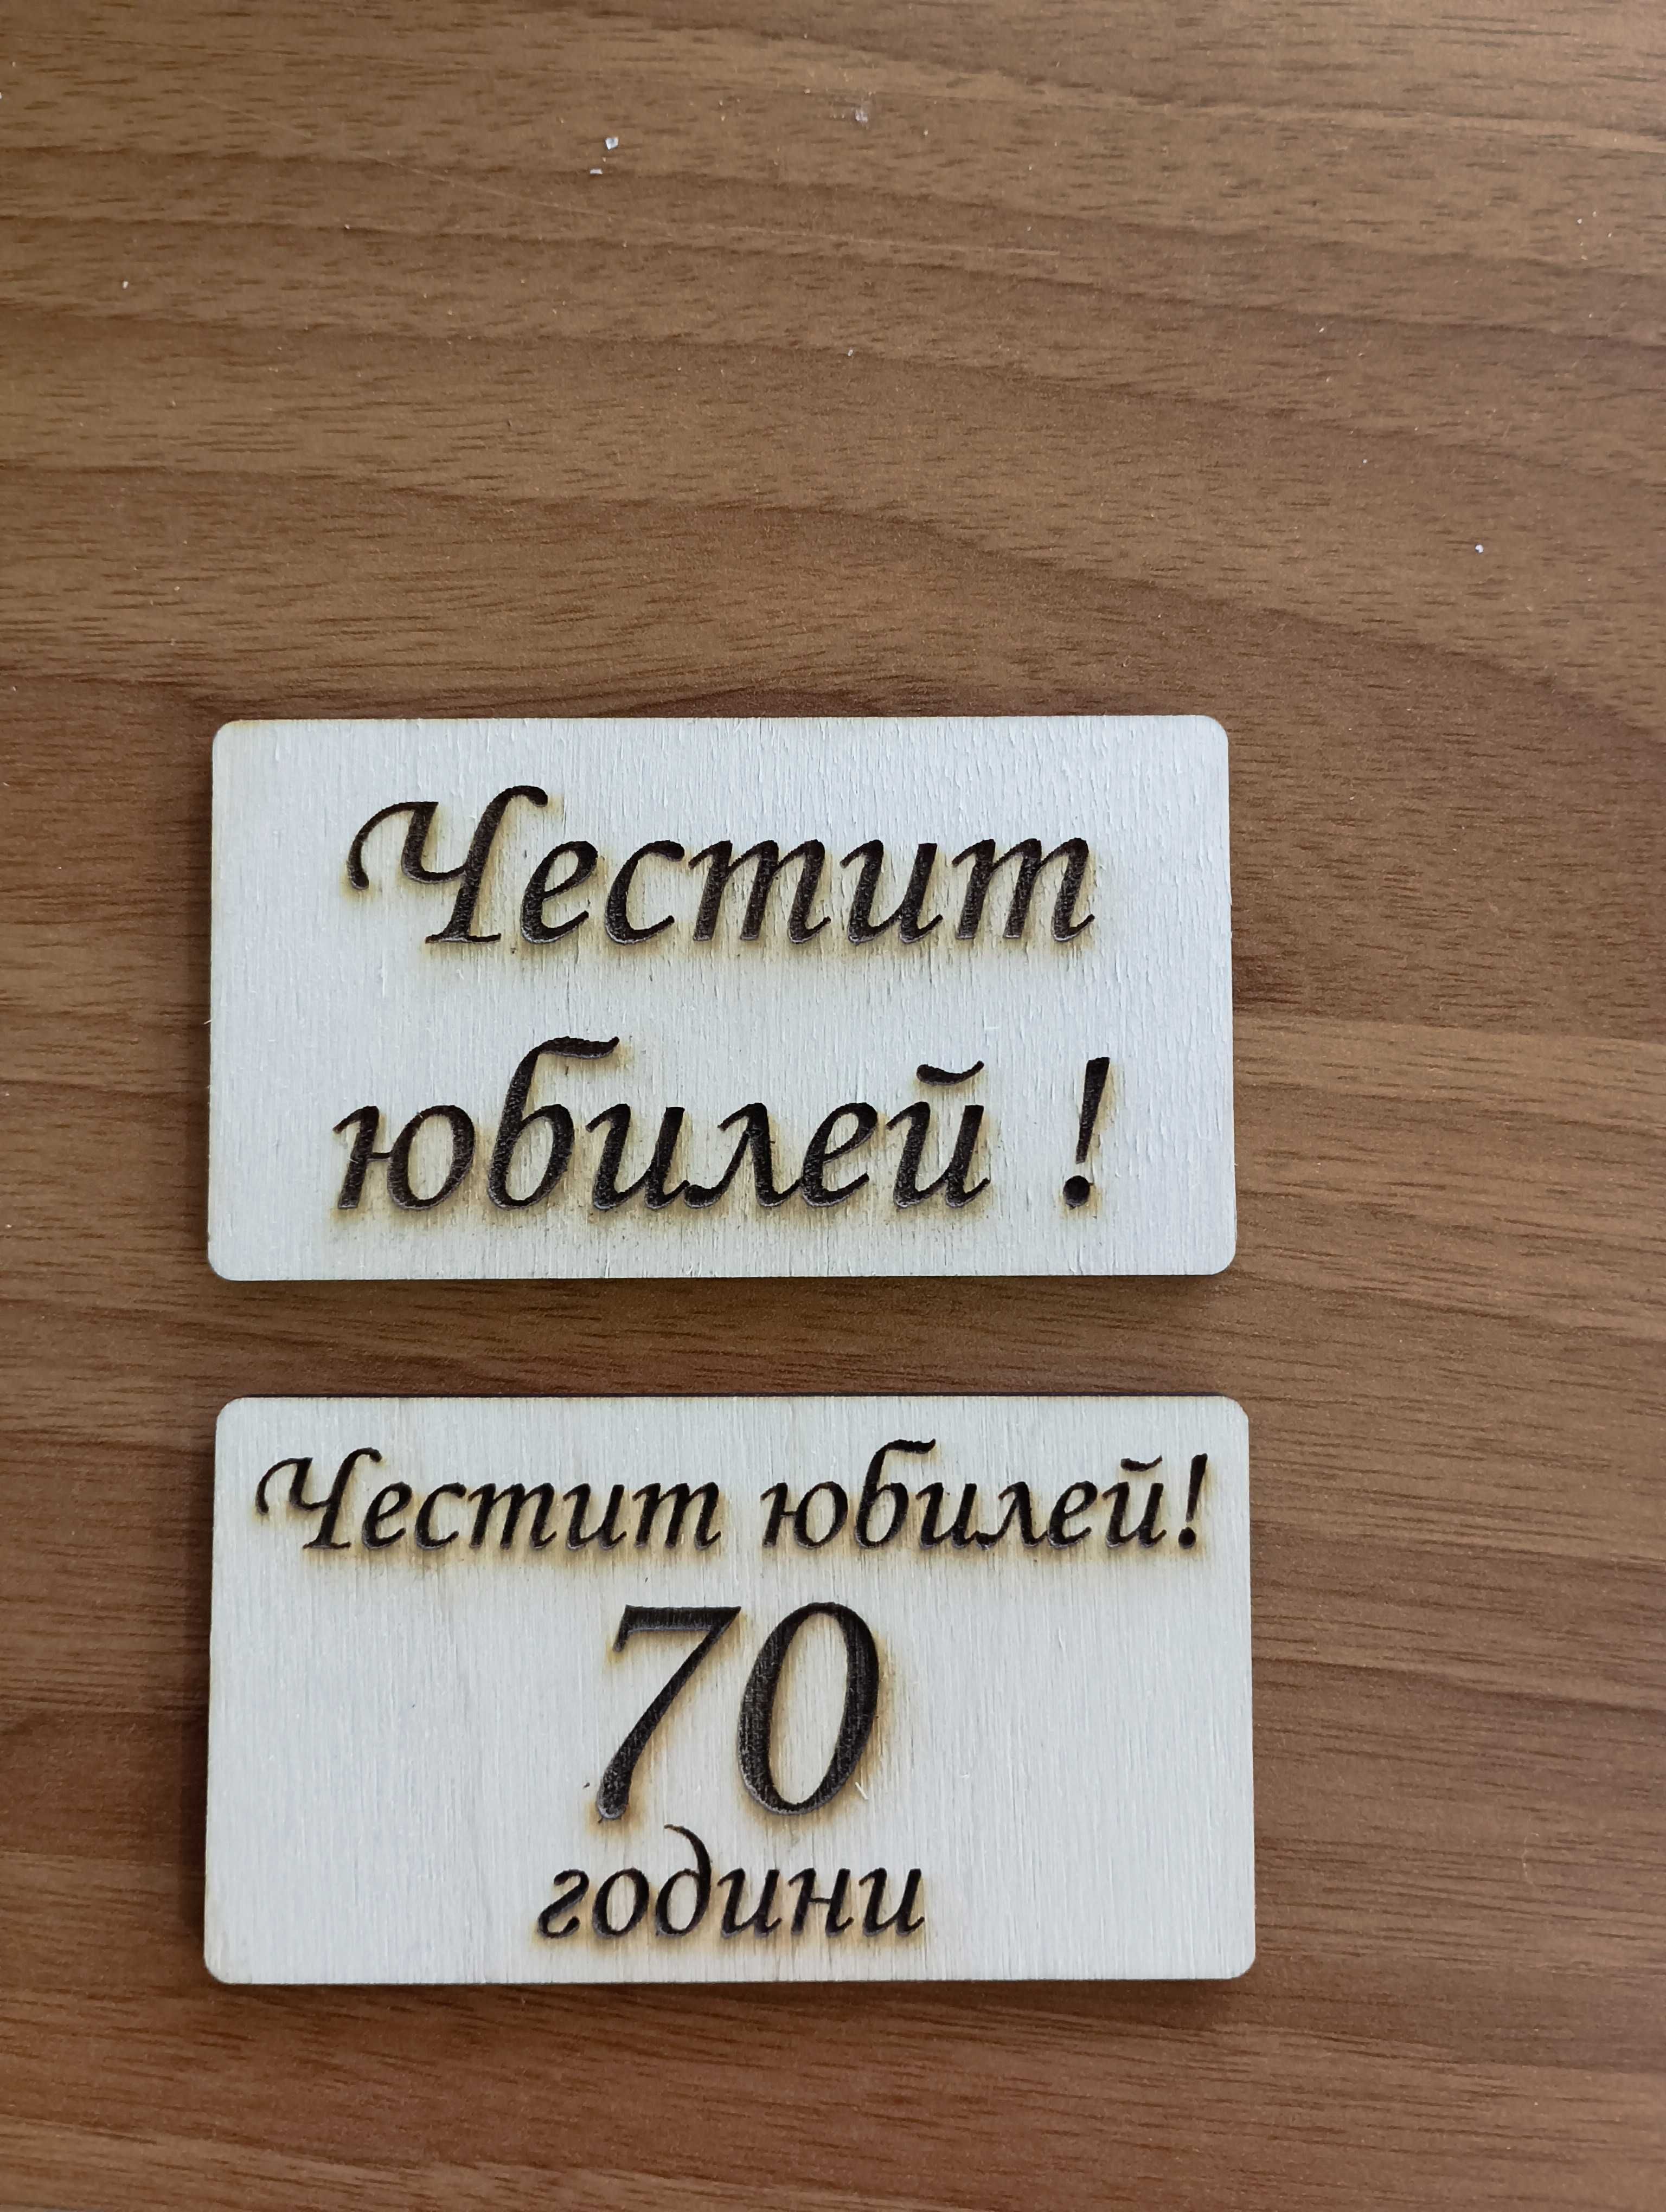 Честит
юбилей !
Честит юбилей!
70
години